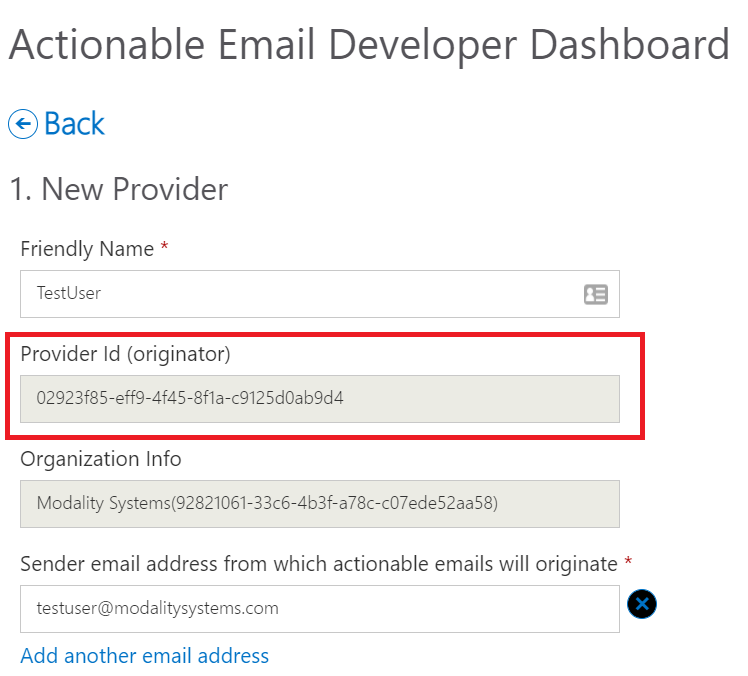 Actionable Email Developer Dashboard
Back
1. New Provider
Friendly Name *
TestUser
Provider Id (originator)
02923f85-eff9-4f45-8f1a-c9125d0ab9d4
Organization Info
Modality Systems(92821061-33c6-4b3f-a78c-c07ede52aa58)
Sender email address from which actionable emails will originate *
testuser@modalitysystems.com
Add another email address